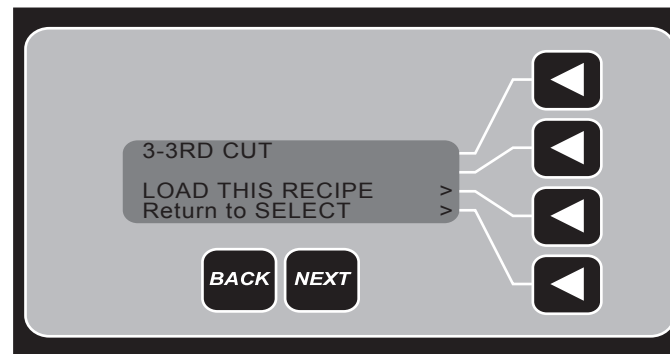 3-3RD CUT
LOAD THIS RECIPE >
Return to SELECT >
BACK NEXT